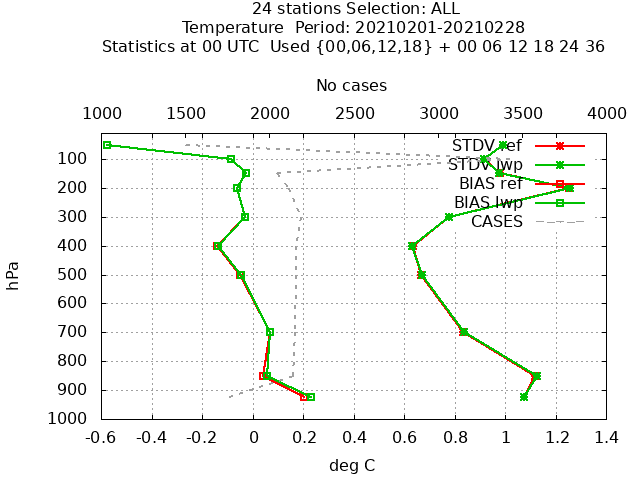 24 stations Selection: ALL
Temperature  Period: 20210201-20210228
Statistics at 00 UTC  Used {00,06,12,18} + 00 06 12 18 24 36
No cases
1000 1500 2000 2500 3000 3500 4000
STDV ref
STDV lwp
BIAS ref
BIAS lwp
CASES
hPa
100
200
300
400
500
600
700
800
900
1000
-0.6 -0.4 -0.2 0 0.2 0.4 0.6 0.8 1 1.2 1.4
deg C